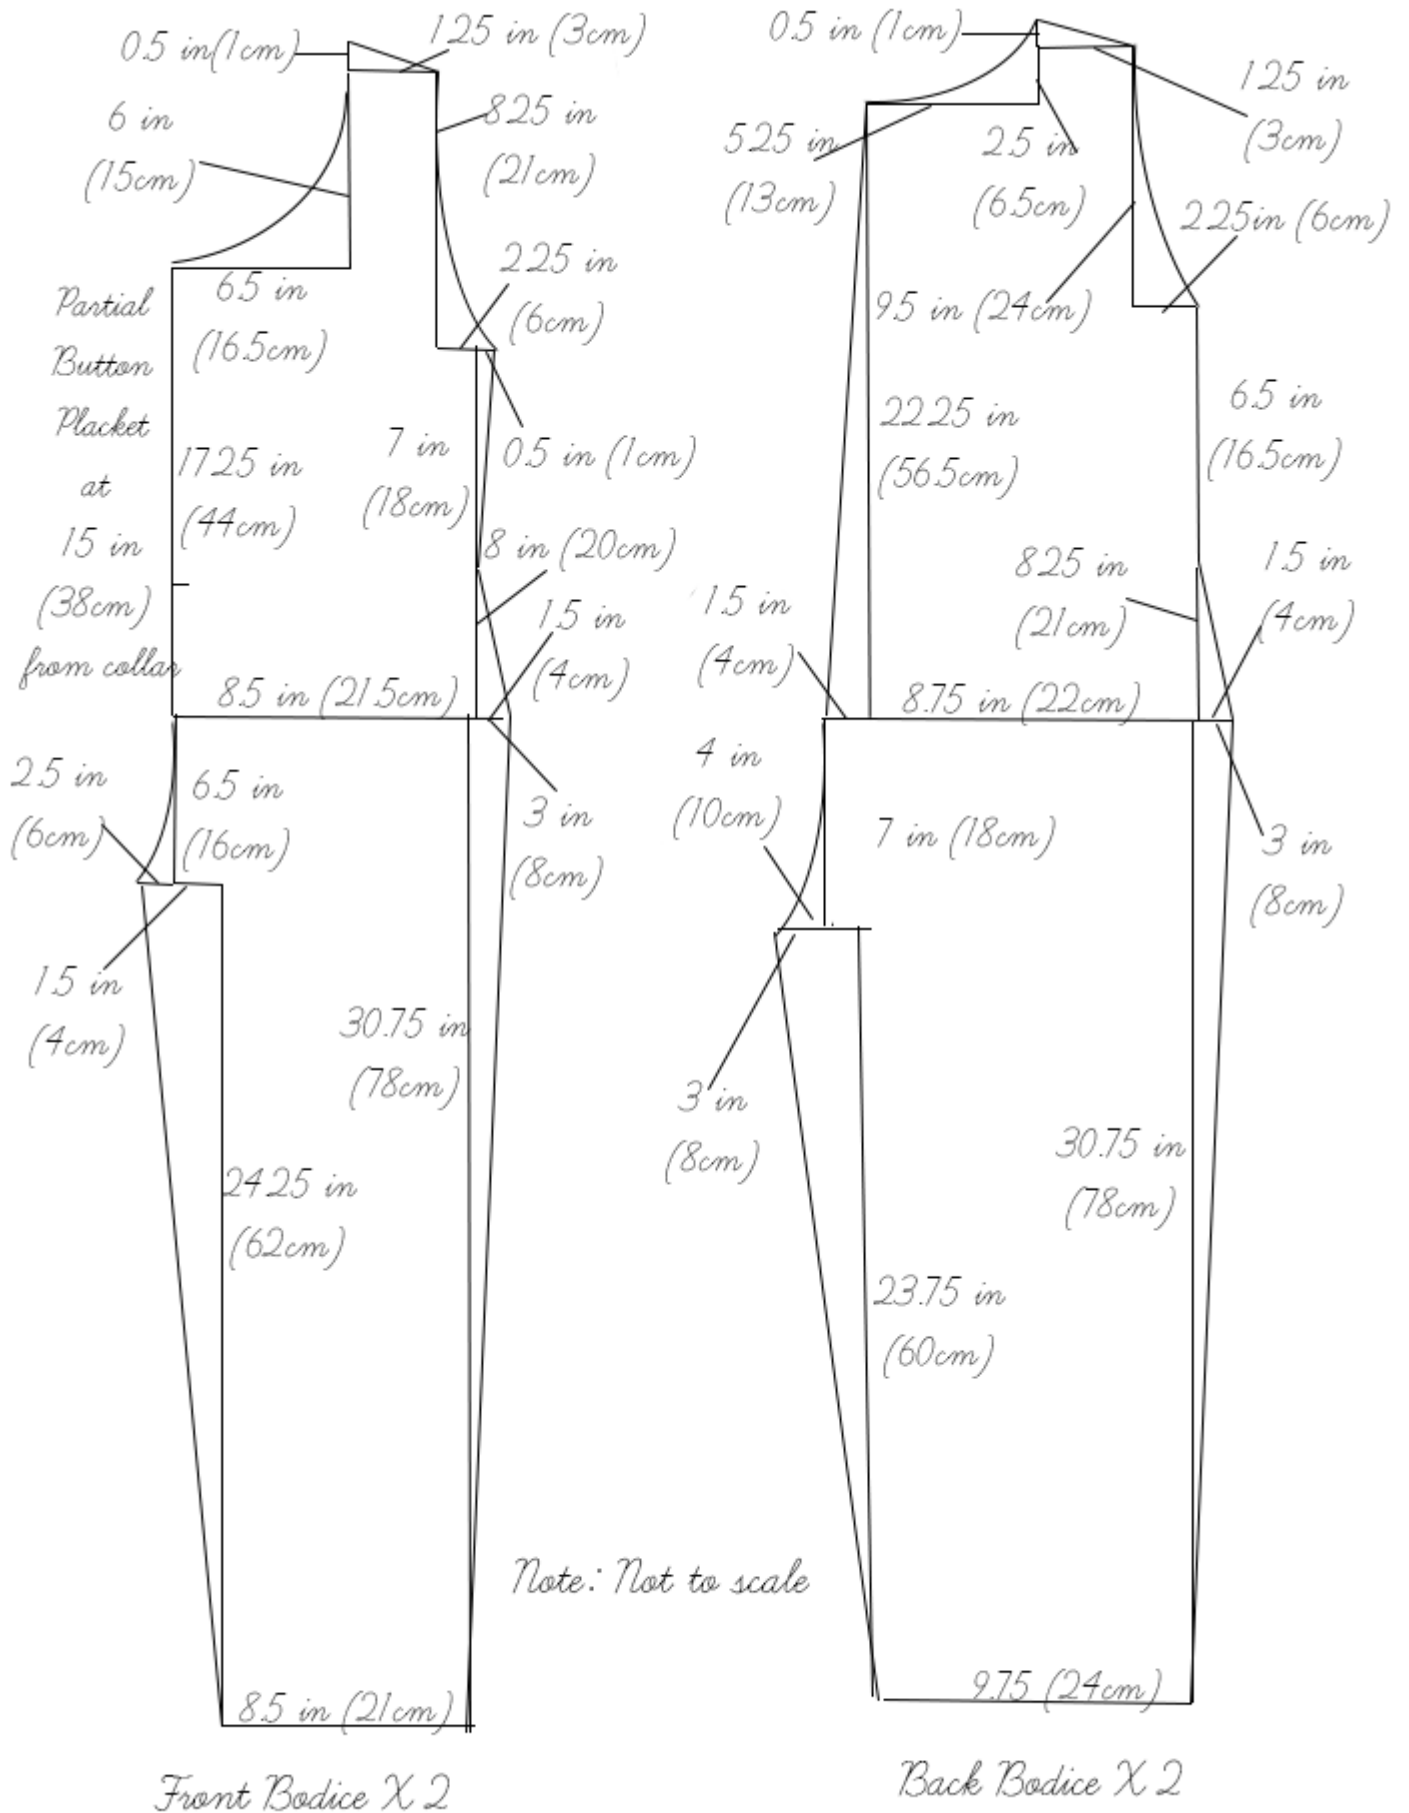 0.5 in(1cm)
1.25 in (3cm)
6 in
(15cm)
8.25 in
(21cm)
2.25 in
(6cm)
6.5 in
(16.5cm)
Partial
Button
Placket
at
15 in
(38cm)
from collar
17.25 in
(44cm)
7 in
(18cm)
0.5 in (1cm)
8 in (20cm)
1.5 in
(4cm)
8.5 in (21.5cm)
2.5 in
(6cm)
6.5 in
(16cm)
3 in
(8cm)
1.5 in
(4cm)
30.75 in
(78cm)
24.25 in
(62cm)
8.5 in (21cm)
Front Bodice X 2
0.5 in (1cm)
1.25 in
(3cm)
5.25 in
(13cm)
2.5 in
(6.5cn)
2.25in (6cm)
9.5 in (24cm)
22.25 in
(56.5cm)
6.5 in
(16.5cm)
8.25 in
(21cm)
1.5 in
(4cm)
1.5 in
(4cm)
8.75 in (22cm)
4 in
(10cm)
7 in (18cm)
3 in
(8cm)
3 in
(8cm)
30.75 in
(78cm)
23.75 in
(60cm)
Note: Not to scale
9.75 (24cm)
Back Bodice X 2